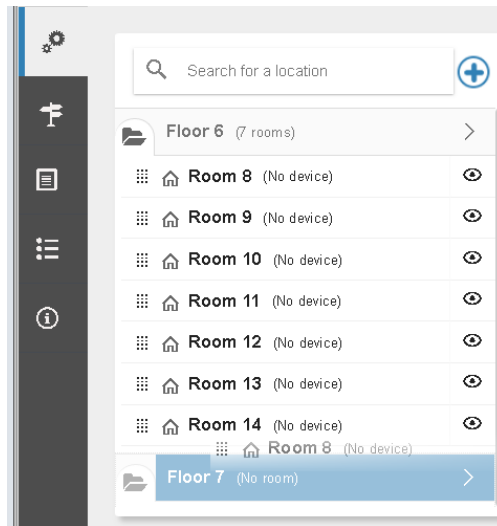 Search for a location
Floor 6 (7 rooms)
Room 8 (No device)
Room 9 (No device)
Room 10 (No device)
Room 11 (No device)
Room 12 (No device)
Room 13 (No device)
Room 14 (No device)
Room 8 (No device)
Floor 7 (No room)